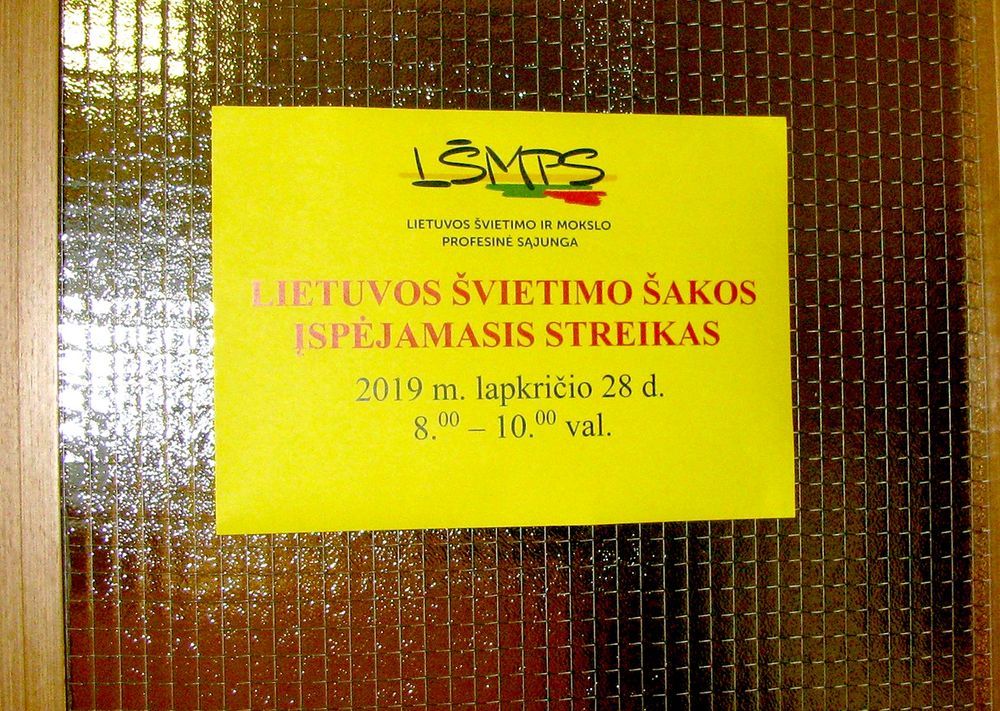 LŠMPS
LIETUVOS ŠVIETIMO IR MOKSLO
PROFESINĖ SĄJUNGA
LIETUVOS ŠVIETIMO ŠAKOS
ĮSPĖJAMASIS STREIKAS
2019 m. lapkričio 28 d.
8.00 – 10.00 val.